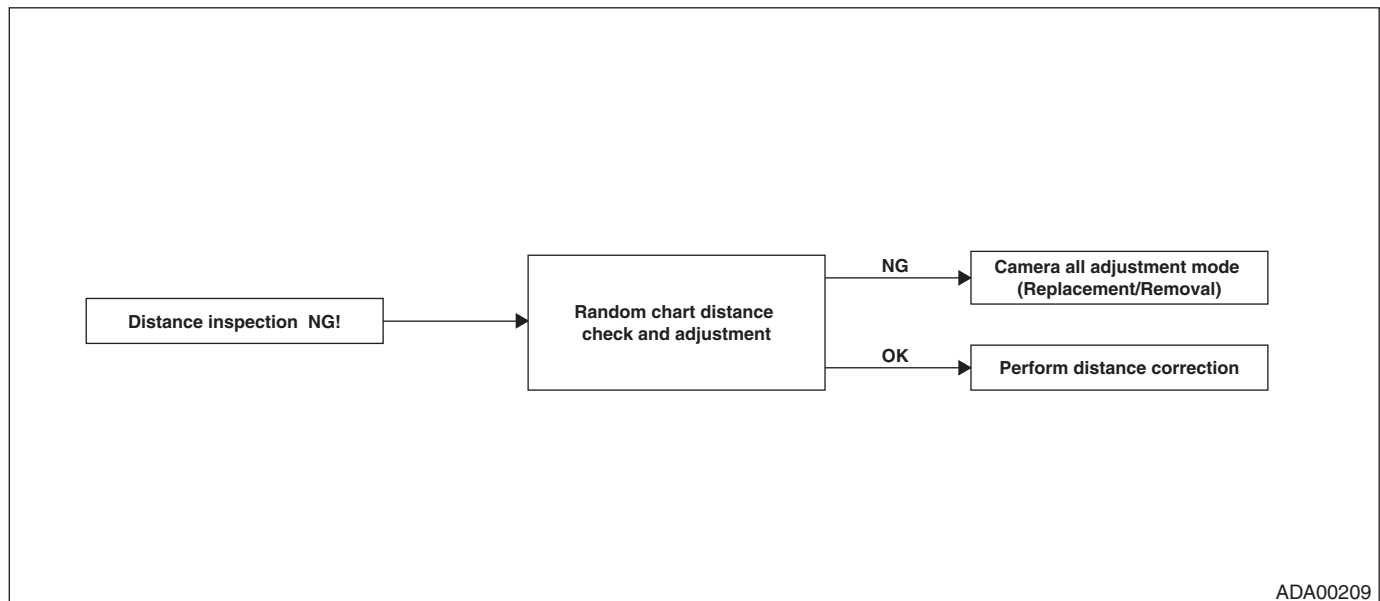 Distance inspection  NG!
Random chart distance
check and adjustment
NG
Camera all adjustment mode
(Replacement/Removal)
OK
Perform distance correction
ADA00209